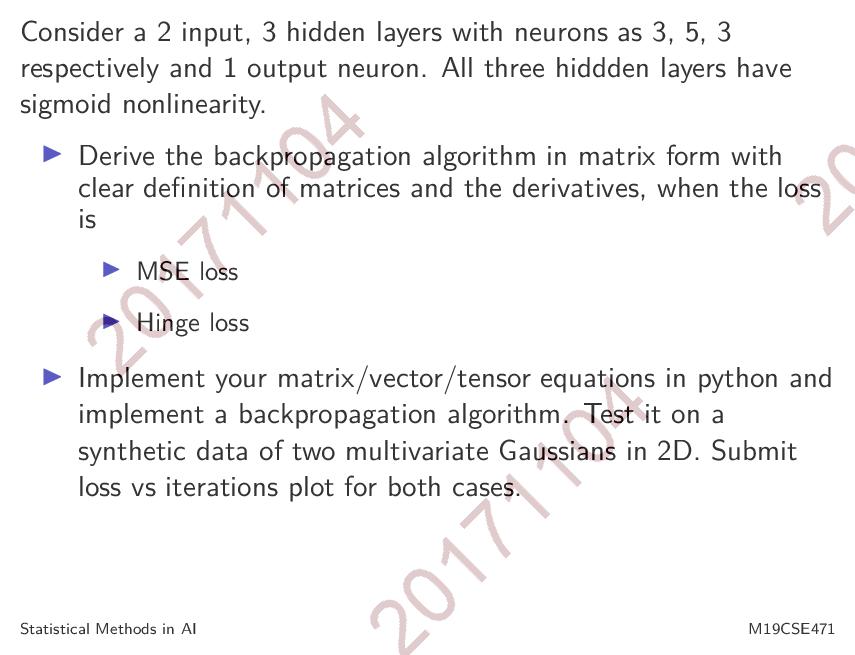 Consider a 2 input, 3 hidden layers with neurons as 3, 5, 3
respectively and 1 output neuron. All three hiddden layers have
sigmoid nonlinearity.
Derive the backpropagation algorithm in matrix form with
clear definition of matrices and the derivatives, when the loss
is
MSE loss
Hinge loss
Implement your matrix/vector/tensor equations in python and
implement a backpropagation algorithm. Test it on a
synthetic data of two multivariate Gaussians in 2D. Submit
loss vs iterations plot for both cases.
Statistical Methods in AI
M19CSE471
20171104
20171104
20